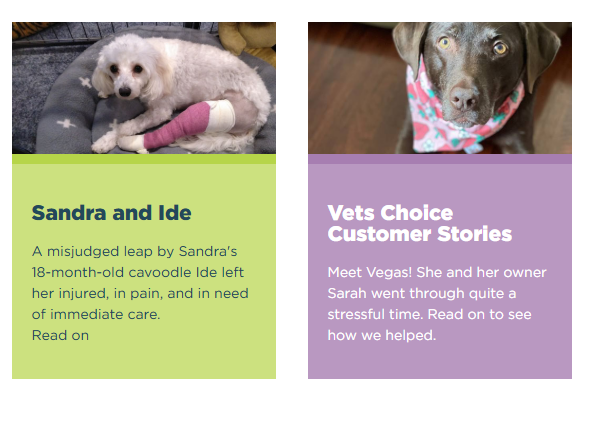 Sandra and Ide
A misjudged leap by Sandra's
18-month-old cavoodle Ide left
her injured, in pain, and in need
of immediate care.
Read on
Vets Choice
Customer Stories
Meet Vegas! She and her owner
Sarah went through quite a
stressful time. Read on to see
how we helped.